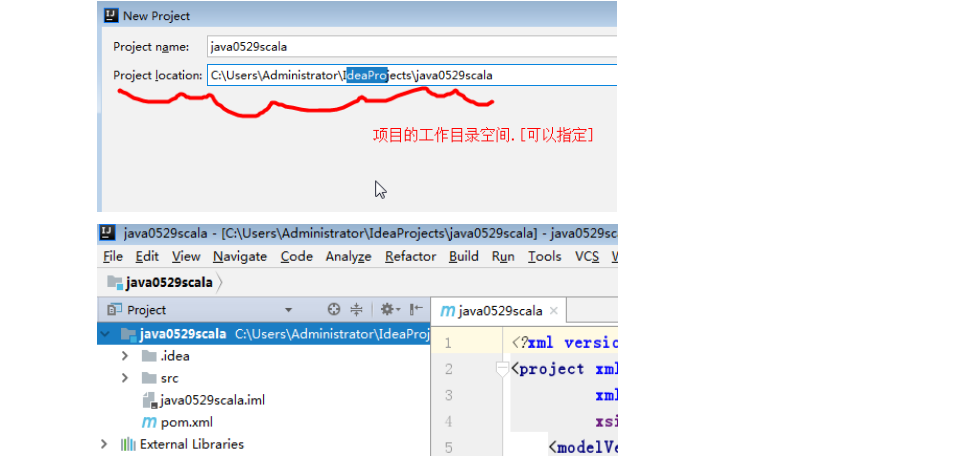 New Project
Project name: java0529scala
Project location: C:\Users\Administrator\IdeaProjects\java0529scala
项目的工作目录空间.[可以指定]
java0529scala - [C:\Users\Administrator\IdeaProjects\java0529scala] - java0529sc
File Edit View Navigate Code Analyze Refactor Build Run Tools VCS
java0529scala
Project
java0529scala
java0529scala C:\Users\Administrator\IdeaProj
1 <?xml versic
.idea
2 <project xml
src
3 xml
java0529scala.iml
4 xsi
pom.xml
5 <modelVe
External Libraries